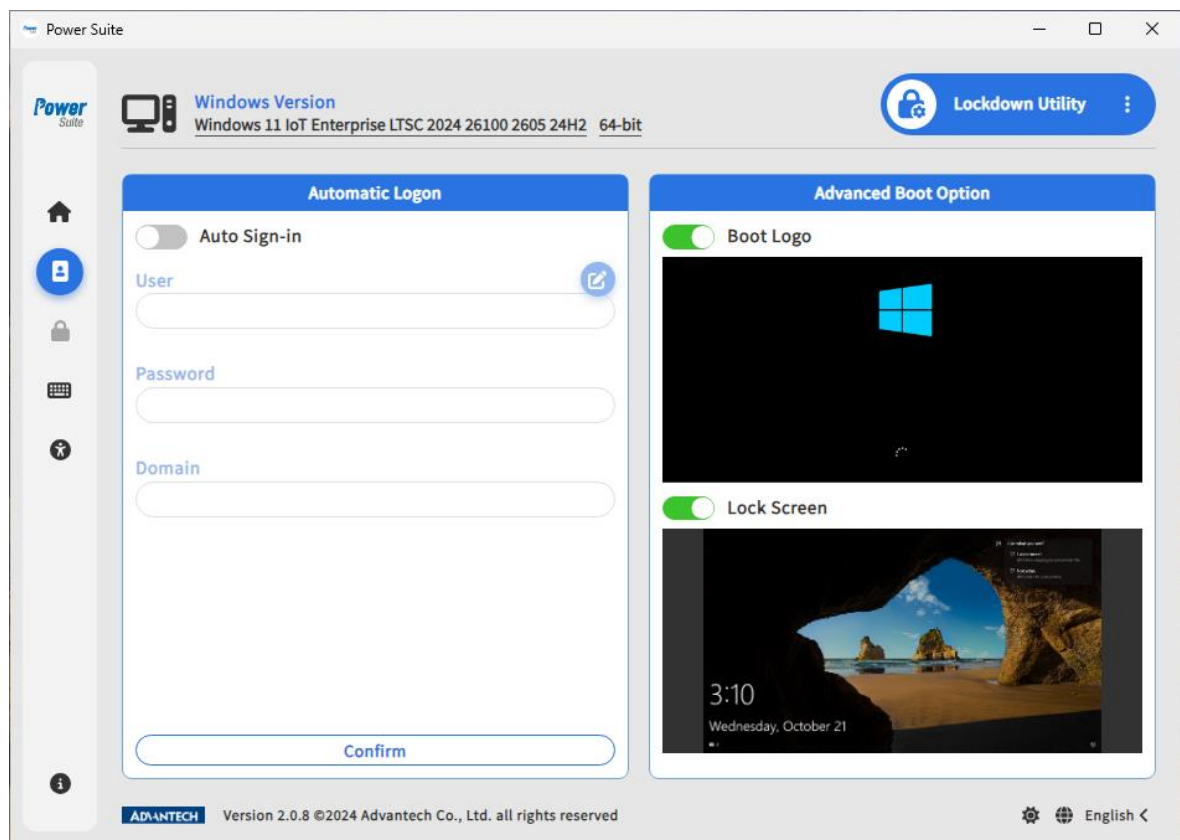 Power Suite
Power
Suite
Windows Version
Windows 11 IoT Enterprise LTSC 2024 26100 2605 24H2 64-bit
Lockdown Utility
Automatic Logon
Auto Sign-in
User
Password
Domain
Confirm
Advanced Boot Option
Boot Logo
Lock Screen
3:10
Wednesday, October 21
ADVANTECH Version 2.0.8 ©2024 Advantech Co., Ltd. all rights reserved
English